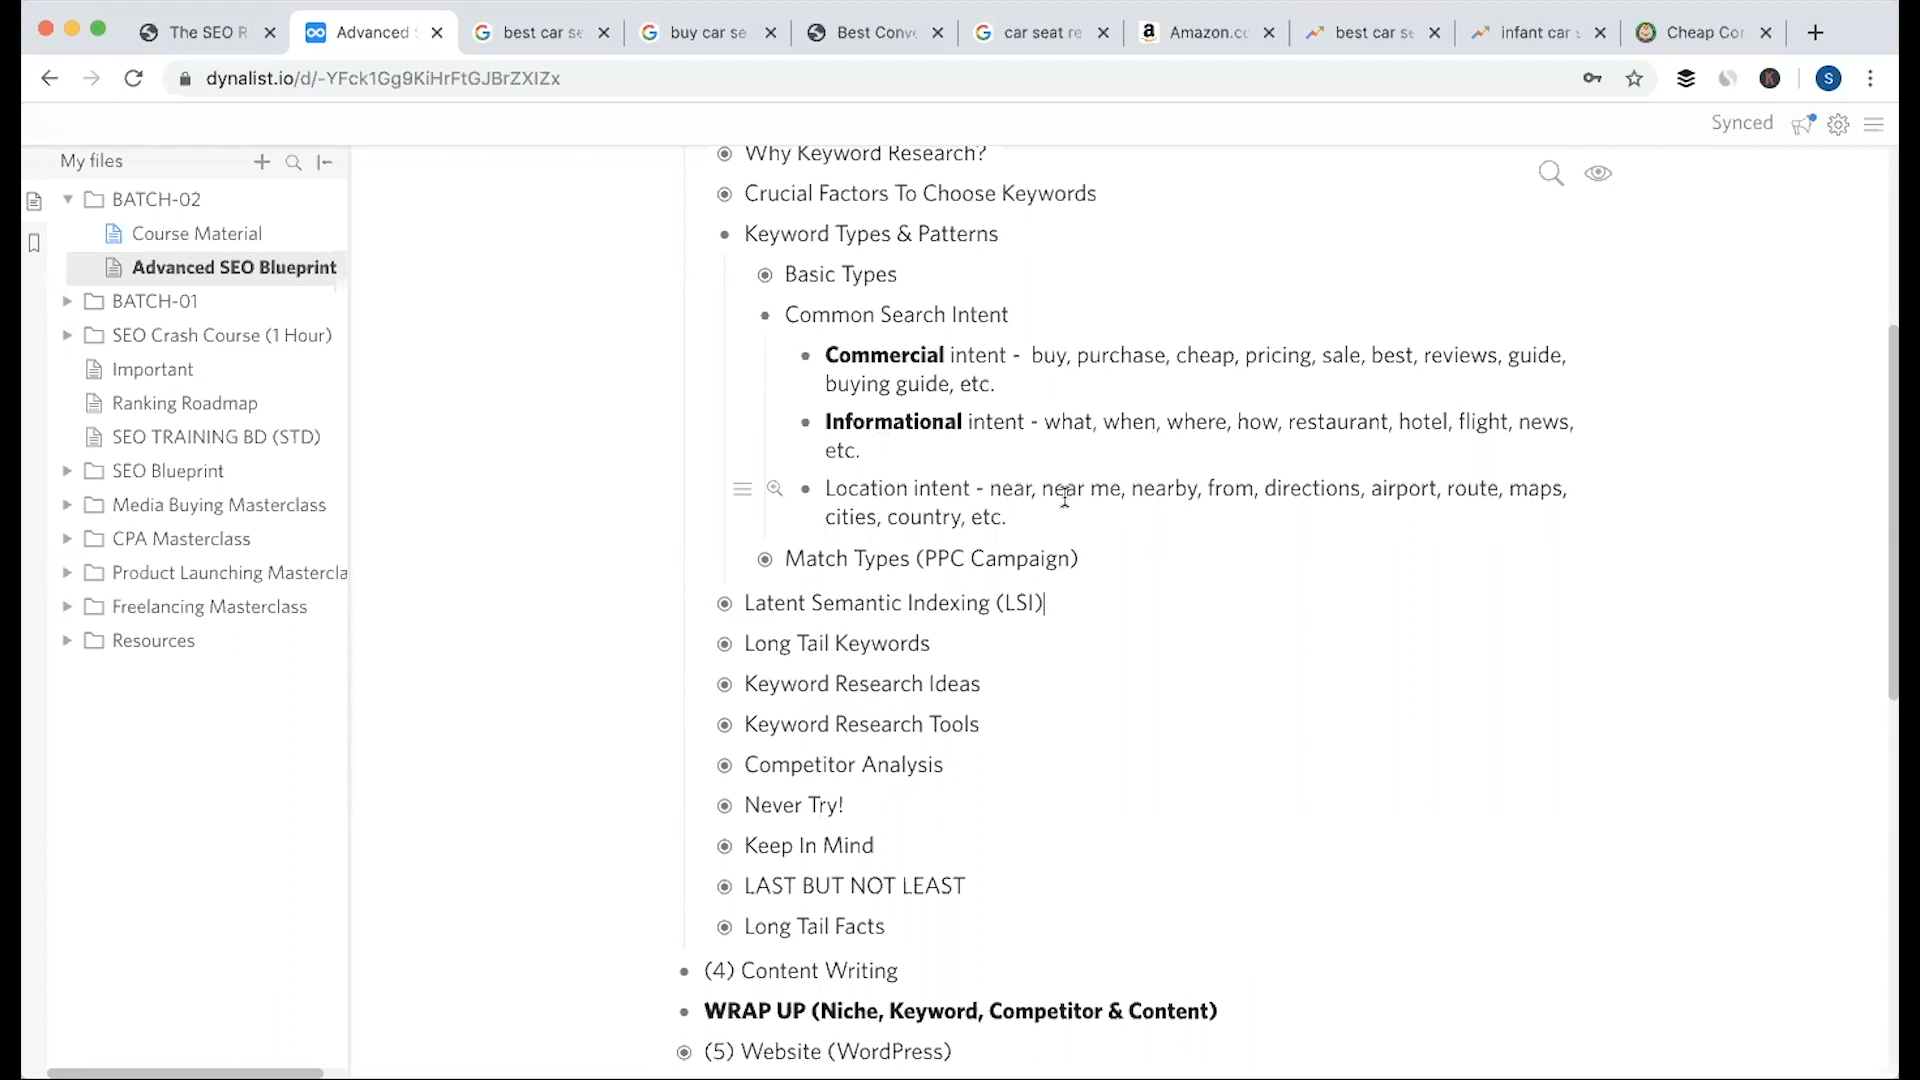 The SEO R
Advanced
best car se
buy car se
Best Conv
car seat re
Amazon.cc
best car se
infant car
Cheap Cor
dynalist.io/d/-YFck1Gg9KiHrFtGJBrZXIZx
S
Synced
My files
BATCH-02
Course Material
Advanced SEO Blueprint
BATCH-01
SEO Crash Course (1 Hour)
Important
Ranking Roadmap
SEO TRAINING BD (STD)
SEO Blueprint
Media Buying Masterclass
CPA Masterclass
Product Launching Mastercla
Freelancing Masterclass
Resources
Why Keyword Research?
Crucial Factors To Choose Keywords
Keyword Types & Patterns
Basic Types
Common Search Intent
Commercial intent - buy, purchase, cheap, pricing, sale, best, reviews, guide,
buying guide, etc.
Informational intent - what, when, where, how, restaurant, hotel, flight, news,
etc.
Location intent - near, near me, nearby, from, directions, airport, route, maps,
cities, country, etc.
Match Types (PPC Campaign)
Latent Semantic Indexing (LSI)
Long Tail Keywords
Keyword Research Ideas
Keyword Research Tools
Competitor Analysis
Never Try!
Keep In Mind
LAST BUT NOT LEAST
Long Tail Facts
(4) Content Writing
WRAP UP (Niche, Keyword, Competitor & Content)
(5) Website (WordPress)